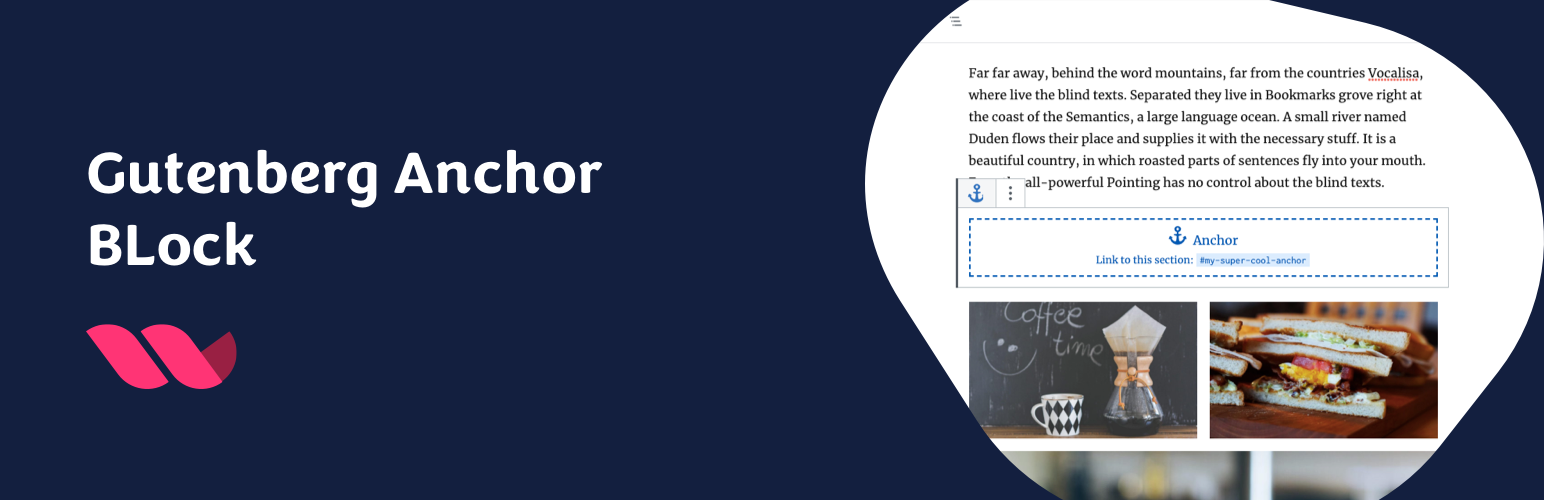 Gutenberg Anchor
BLock
Far far away, behind the word mountains, far from the countries Vocalisa,
where live the blind texts. Separated they live in Bookmarks grove right at
the coast of the Semantics, a large language ocean. A small river named
Duden flows their place and supplies it with the necessary stuff. It is a
beautiful country, in which roasted parts of sentences fly into your mouth.
all-powerful Pointing has no control about the blind texts.
Anchor
Link to this section: #my-super-cool-anchor
Coffee
time